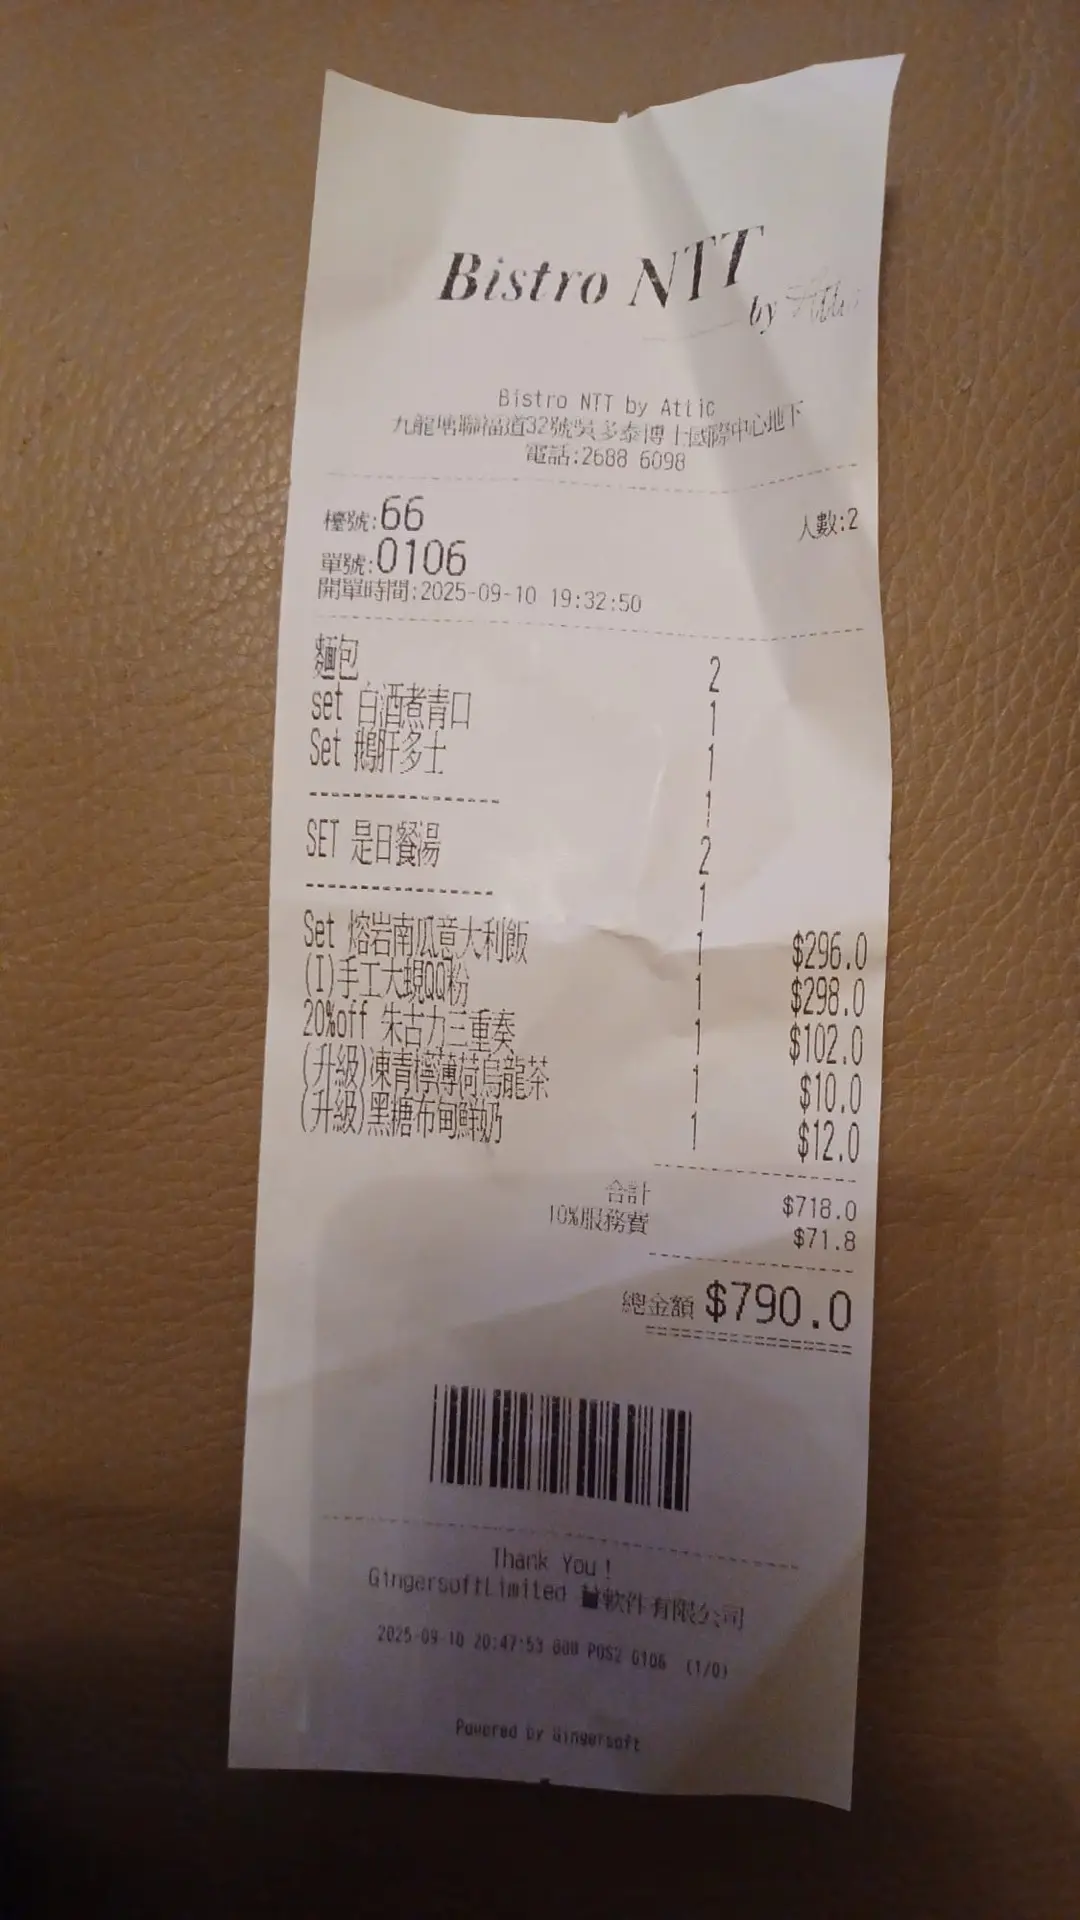 Bistro NTT
by
Bistro NTT by Attic
九龍塘聯福道32號吳多泰博士國際中心地下
電話:2688 6098
檯號:66 人數:2
單號:0106
開單時間:2025-09-10 19:32:50
麵包 2
set 白酒煮青口 1
Set 鵝肝多士 1
----------------- 1
SET 是日餐湯 2
----------------- 1
Set 熔岩南瓜意大利飯 1 $296.0
(I)手工大蜆QQ粉 1 $298.0
20%off 朱古力三重奏 1 $102.0
(升級)凍青檸薄荷烏龍茶 1 $10.0
(升級)黑糖布甸鮮奶 1 $12.0
合計 $718.0
10%服務費 $71.8
總金額 $790.0
Thank You !
GingersoftLimited 軟件有限公司
2025-09-10 20:47:53 POS2 0106 (1/0)
Powered by Gingersoft